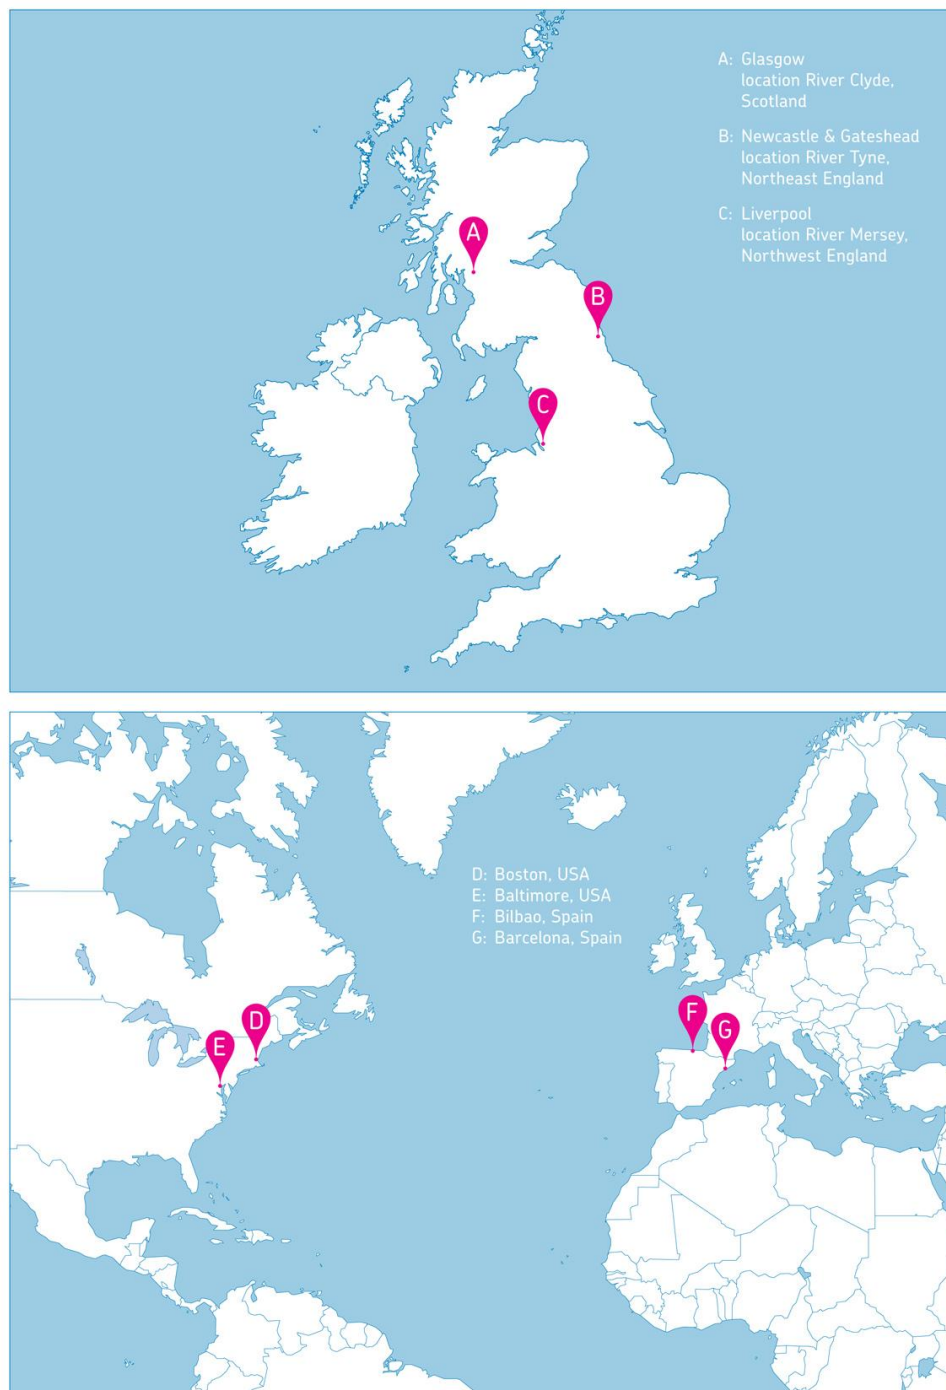 A: Glasgow
location River Clyde,
Scotland
B: Newcastle & Gateshead
location River Tyne,
Northeast England
C: Liverpool
location River Mersey,
Northwest England
A
B
C
D: Boston, USA
E: Baltimore, USA
F: Bilbao, Spain
G: Barcelona, Spain
D
E
F
G